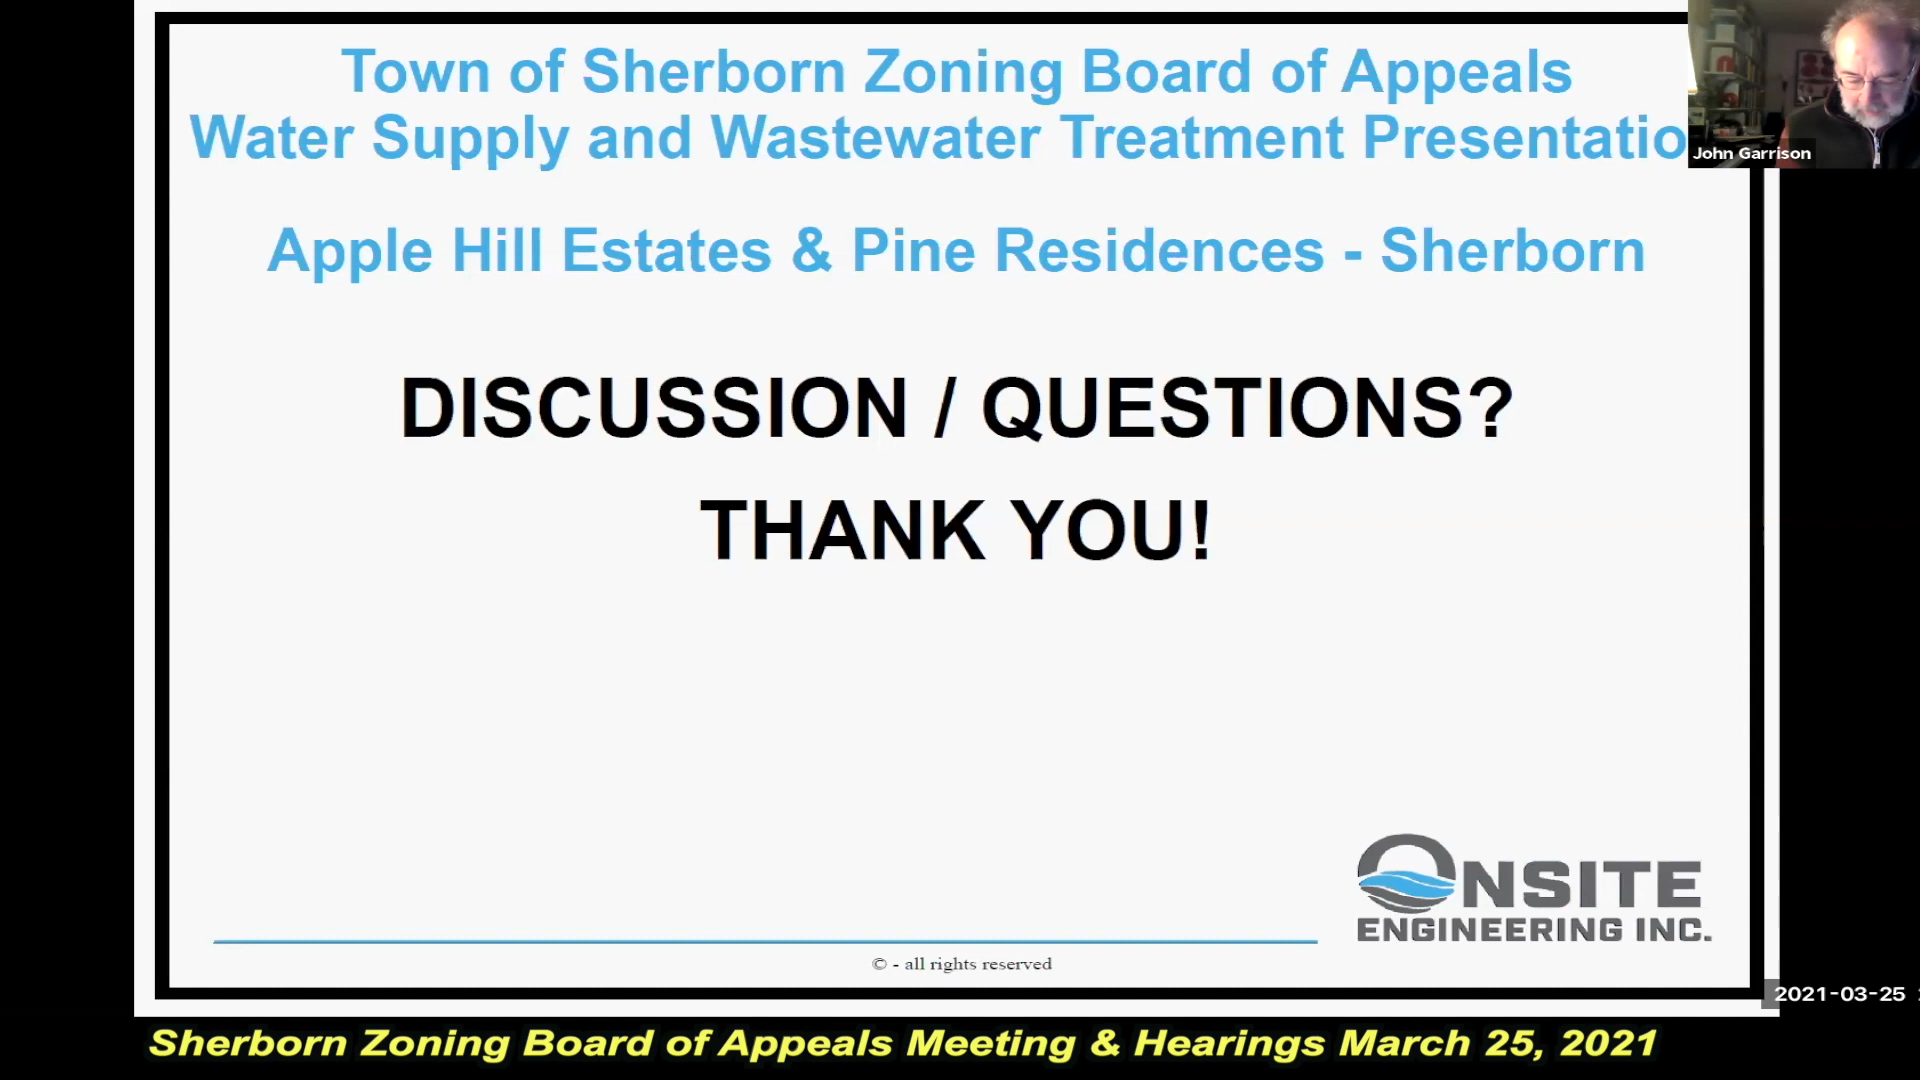 Town of Sherborn Zoning Board of Appeals
Water Supply and Wastewater Treatment Presentatio
John Garrison
Apple Hill Estates & Pine Residences - Sherborn
DISCUSSION / QUESTIONS?
THANK YOU!
ONSITE
ENGINEERING INC.
© - all rights reserved
2021-03-25
Sherborn Zoning Board of Appeals Meeting & Hearings March 25, 2021